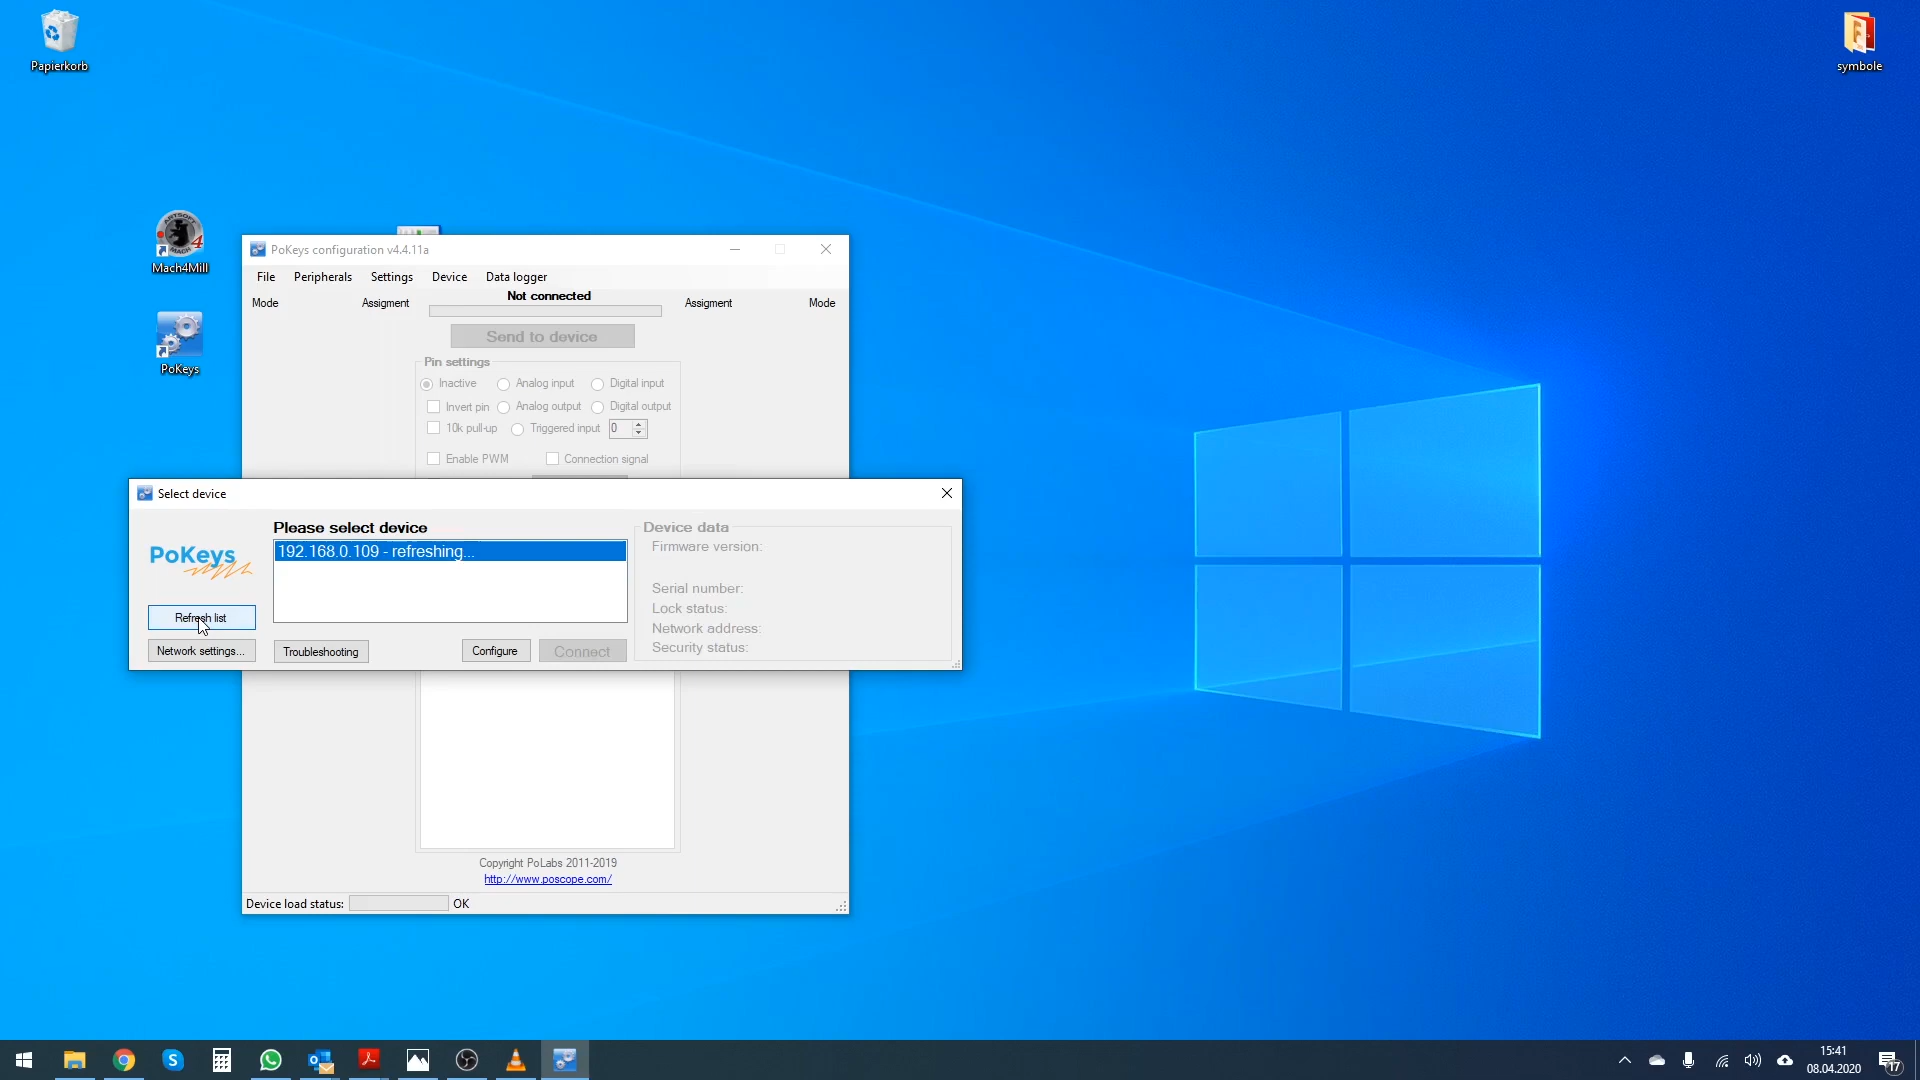 Papierkorb
symbole
ARTSOFT
MACH
4
Mach4Mill
PoKeys
PoKeys configuration v4.4.11a
File Peripherals Settings Device Data logger
Not connected
Mode Assigment Assigment Mode
Send to device
Pin settings
Inactive Analog input Digital input
Invert pin Analog output Digital output
10k pull-up Triggered input 0
Enable PWM Connection signal
Select device
Please select device
192.168.0.109 - refreshing...
PoKeys
Refresh list
Network settings...
Troubleshooting
Configure
Connect
Device data
Firmware version:
Serial number:
Lock status:
Network address:
Security status:
Copyright PoLabs 2011-2019
http://www.poscope.com/
Device load status: OK
15:41
08.04.2020
17